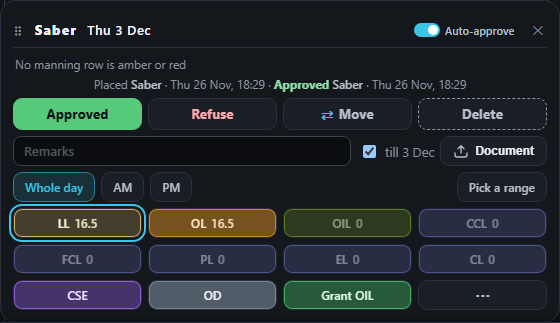 Saber Thu 3 Dec Auto-approve
No manning row is amber or red
Placed Saber · Thu 26 Nov, 18:29 · Approved Saber · Thu 26 Nov, 18:29
Approved Refuse Move Delete
Remarks till 3 Dec Document
Whole day AM PM Pick a range
LL 16.5 OL 16.5 OIL 0 CCL 0
FCL 0 PL 0 EL 0 CL 0
CSE OD Grant OIL ---